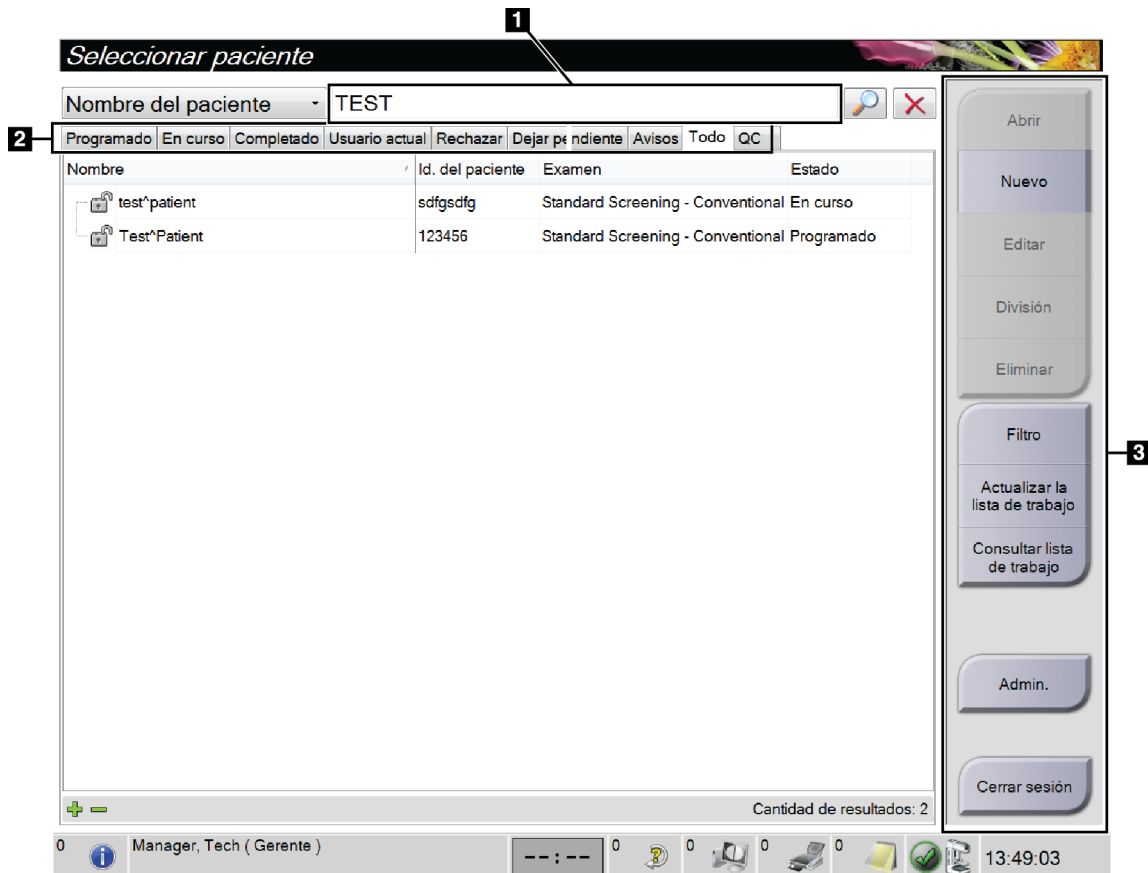 1
Seleccionar paciente
Nombre del paciente TEST
Abrir
2
Programado En curso Completado Usuario actual Rechazar Dejar pendiente Avisos Todo QC
Nombre Id. del paciente Examen Estado
Nuevo
test^patient sdfgsdfg Standard Screening - Conventional En curso
Test^Patient 123456 Standard Screening - Conventional Programado
Editar
División
Eliminar
Filtro
3
Actualizar la
lista de trabajo
Consultar lista
de trabajo
Admin.
Cerrar sesión
Cantidad de resultados: 2
0 Manager, Tech ( Gerente ) --:-- 0 0 0 0 13:49:03